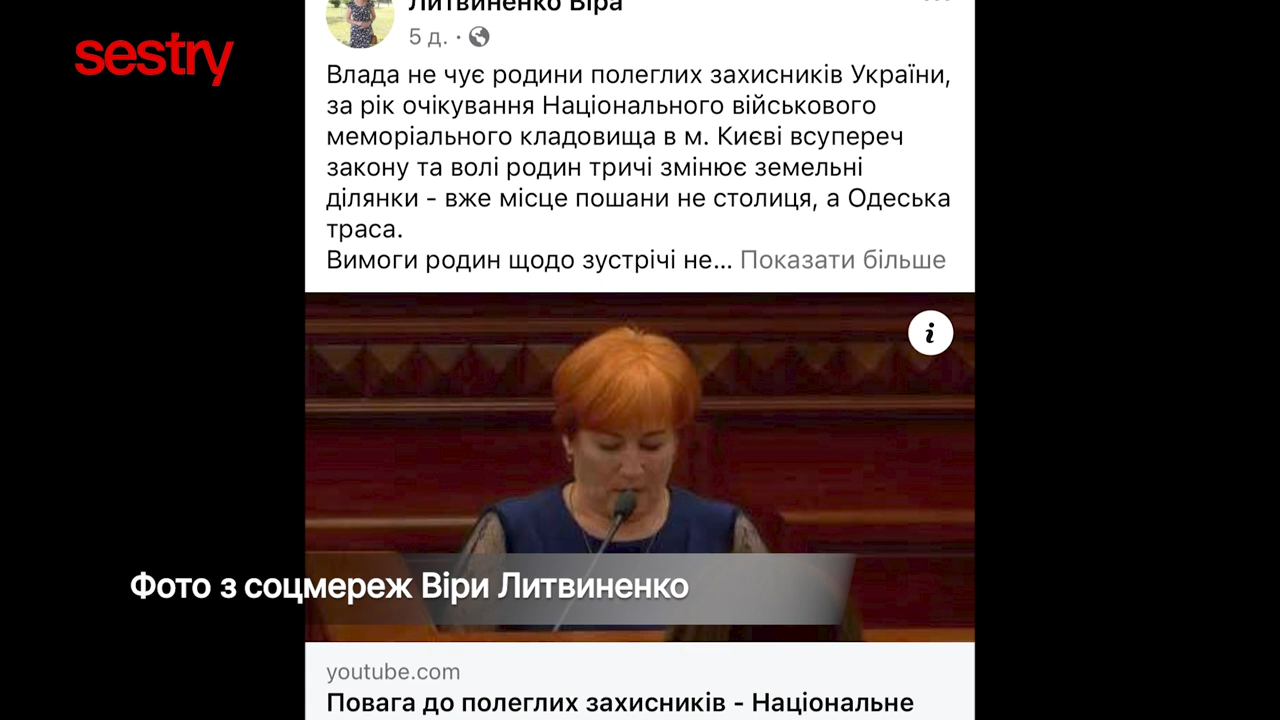 sestry
Литвиненко Віра
5 д. ·
Влада не чує родини полеглих захисників України,
за рік очікування Національного військового
меморіального кладовища в м. Києві всупереч
закону та волі родин тричі змінює земельні
ділянки - вже місце пошани не столиця, а Одеська
траса.
Вимоги родин щодо зустрічі не... Показати більше
i
Фото з соцмереж Віри Литвиненко
youtube.com
Повага до полеглих захисників - Національне